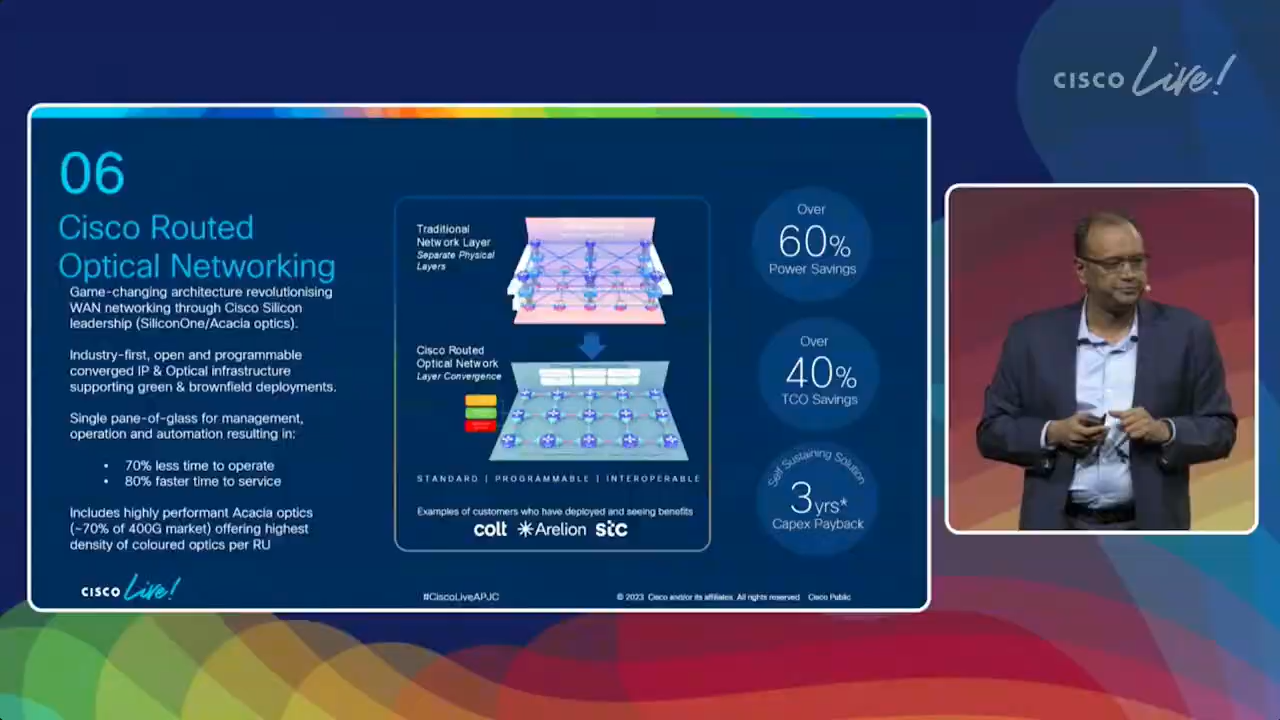 CISCO Live!
06
Cisco Routed
Optical Networking
Game-changing architecture revolutionising
WAN networking through Cisco Silicon
leadership (SiliconOne/Acacia optics).
Industry-first, open and programmable
converged IP & Optical infrastructure
supporting green & brownfield deployments.
Single pane-of-glass for management,
operation and automation resulting in:
• 70% less time to operate
• 80% faster time to service
Includes highly performant Acacia optics
(~70% of 400G market) offering highest
density of coloured optics per RU
Traditional
Network Layer
Separate Physical
Layers
Cisco Routed
Optical Network
Layer Convergence
STANDARD | PROGRAMMABLE | INTEROPERABLE
Examples of customers who have deployed and seeing benefits
colt Arelion stc
Over
60%
Power Savings
Over
40%
TCO Savings
Self Sustaining Solution
3yrs*
Capex Payback
CISCO Live!
#CiscoLiveAPJC
© 2023 Cisco and/or its affiliates. All rights reserved Cisco Public